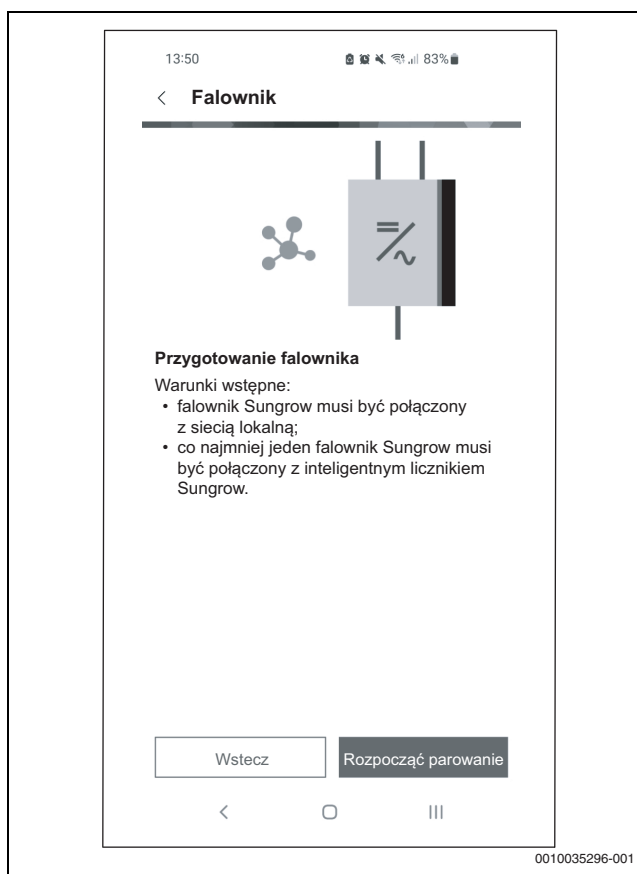 13:50 83%
< Falownik
Przygotowanie falownika
Warunki wstępne:
• falownik Sungrow musi być połączony
z siecią lokalną;
• co najmniej jeden falownik Sungrow musi
być połączony z inteligentnym licznikiem
Sungrow.
Wstecz Rozpocząć parowanie
0010035296-001